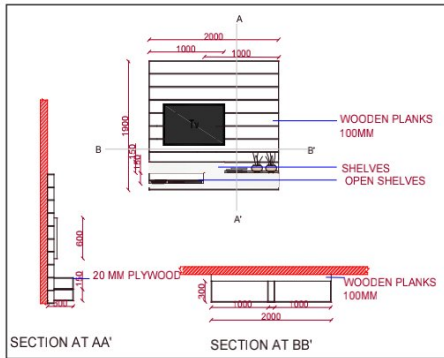 A
2000
1000
1000
1900
Tv
WOODEN PLANKS
100MM
B
B'
150
150
SHELVES
OPEN SHELVES
A'
600
20 MM PLYWOOD
150
WOODEN PLANKS
100MM
300
1000
1000
2000
SECTION AT AA'
SECTION AT BB'